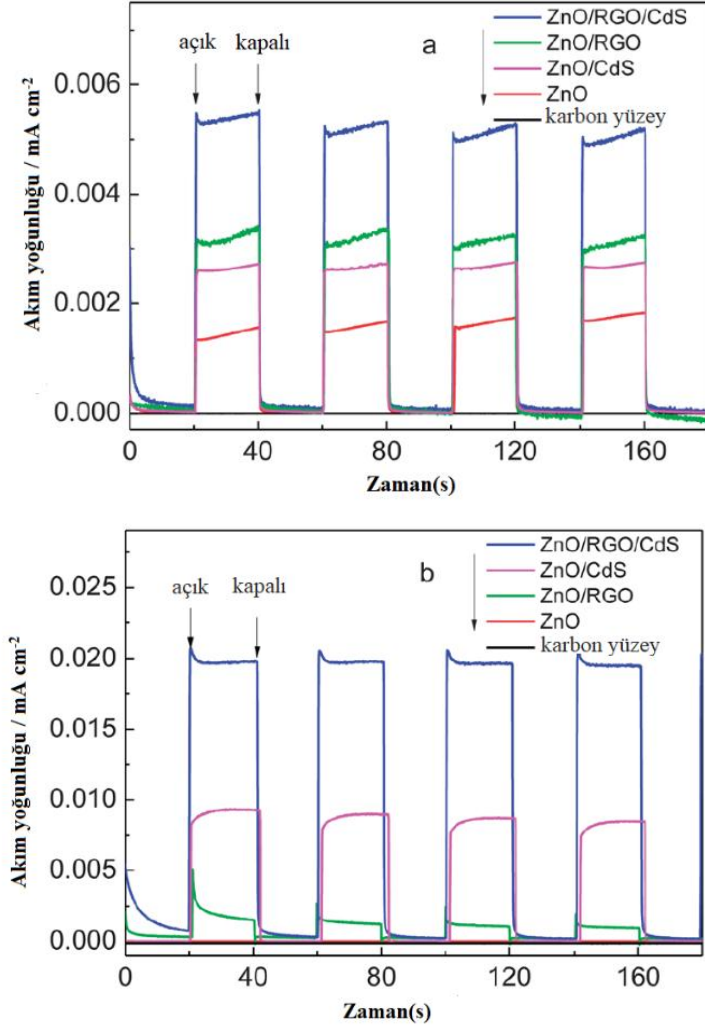 ZnO/RGO/CdS
ZnO/RGO
ZnO/CdS
ZnO
karbon yüzey
açık kapalı
a
0.006
0.004
0.002
0.000
Akım yoğunluğu / mA cm⁻²
0 40 80 120 160
Zaman(s)
ZnO/RGO/CdS
ZnO/CdS
ZnO/RGO
ZnO
karbon yüzey
açık kapalı
b
0.025
0.020
0.015
0.010
0.005
0.000
Akım yoğunluğu / mA cm⁻²
0 40 80 120 160
Zaman(s)